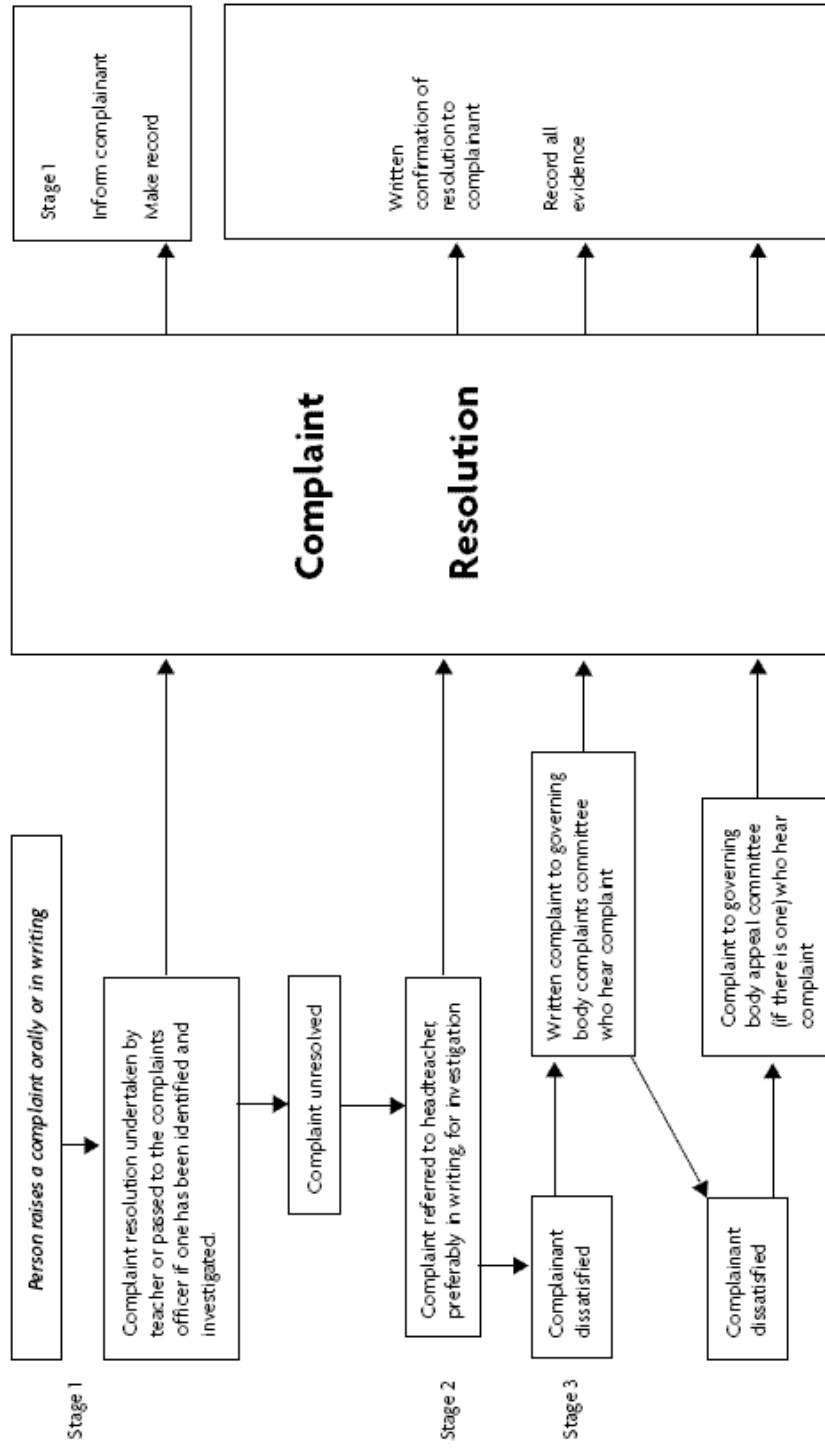 Person raises a complaint orally or in writing
Stage 1
Complaint resolution undertaken by
teacher or passed to the complaints
officer if one has been identified and
investigated.
Complaint unresolved
Stage 2
Complaint referred to headteacher,
preferably in writing, for investigation
Stage 3
Complainant
dissatisfied
Written complaint to governing
body complaints committee
who hear complaint
Complainant
dissatisfied
Complaint to governing
body appeal committee
(if there is one) who hear
complaint
Complaint
Resolution
Stage 1
Inform complainant
Make record
Written
confirmation of
resolution to
complainant
Record all
evidence